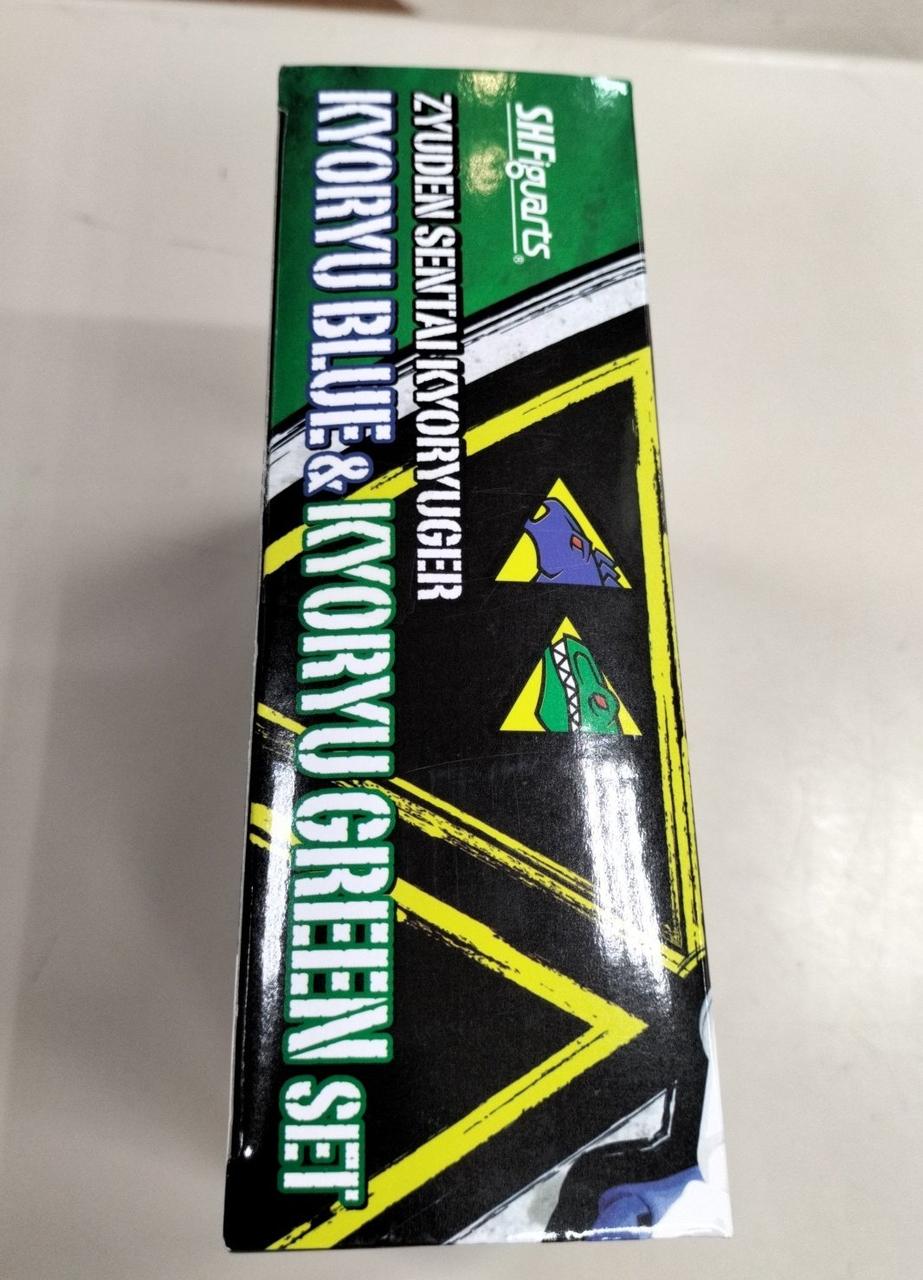 S.H.Figuarts®
ZYUDEN SENTAI KYORYUGER
KYORYU BLUE & KYORYU GREEN SET